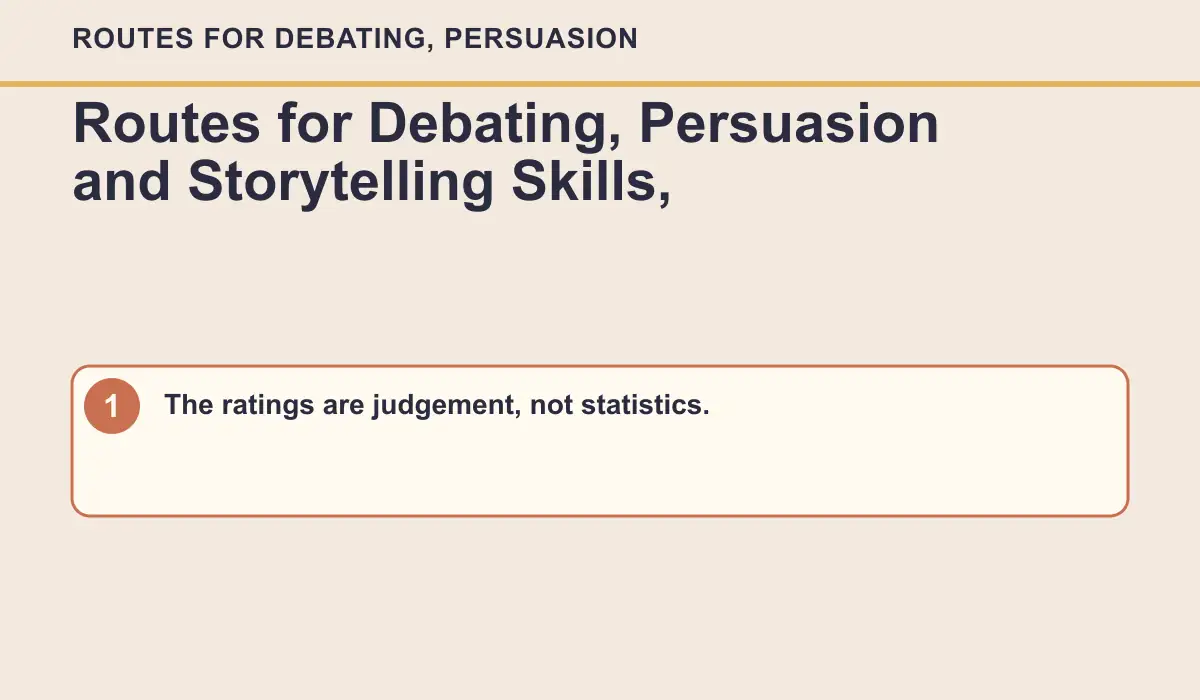 ROUTES FOR DEBATING, PERSUASION
Routes for Debating, Persuasion
and Storytelling Skills,
1 The ratings are judgement, not statistics.